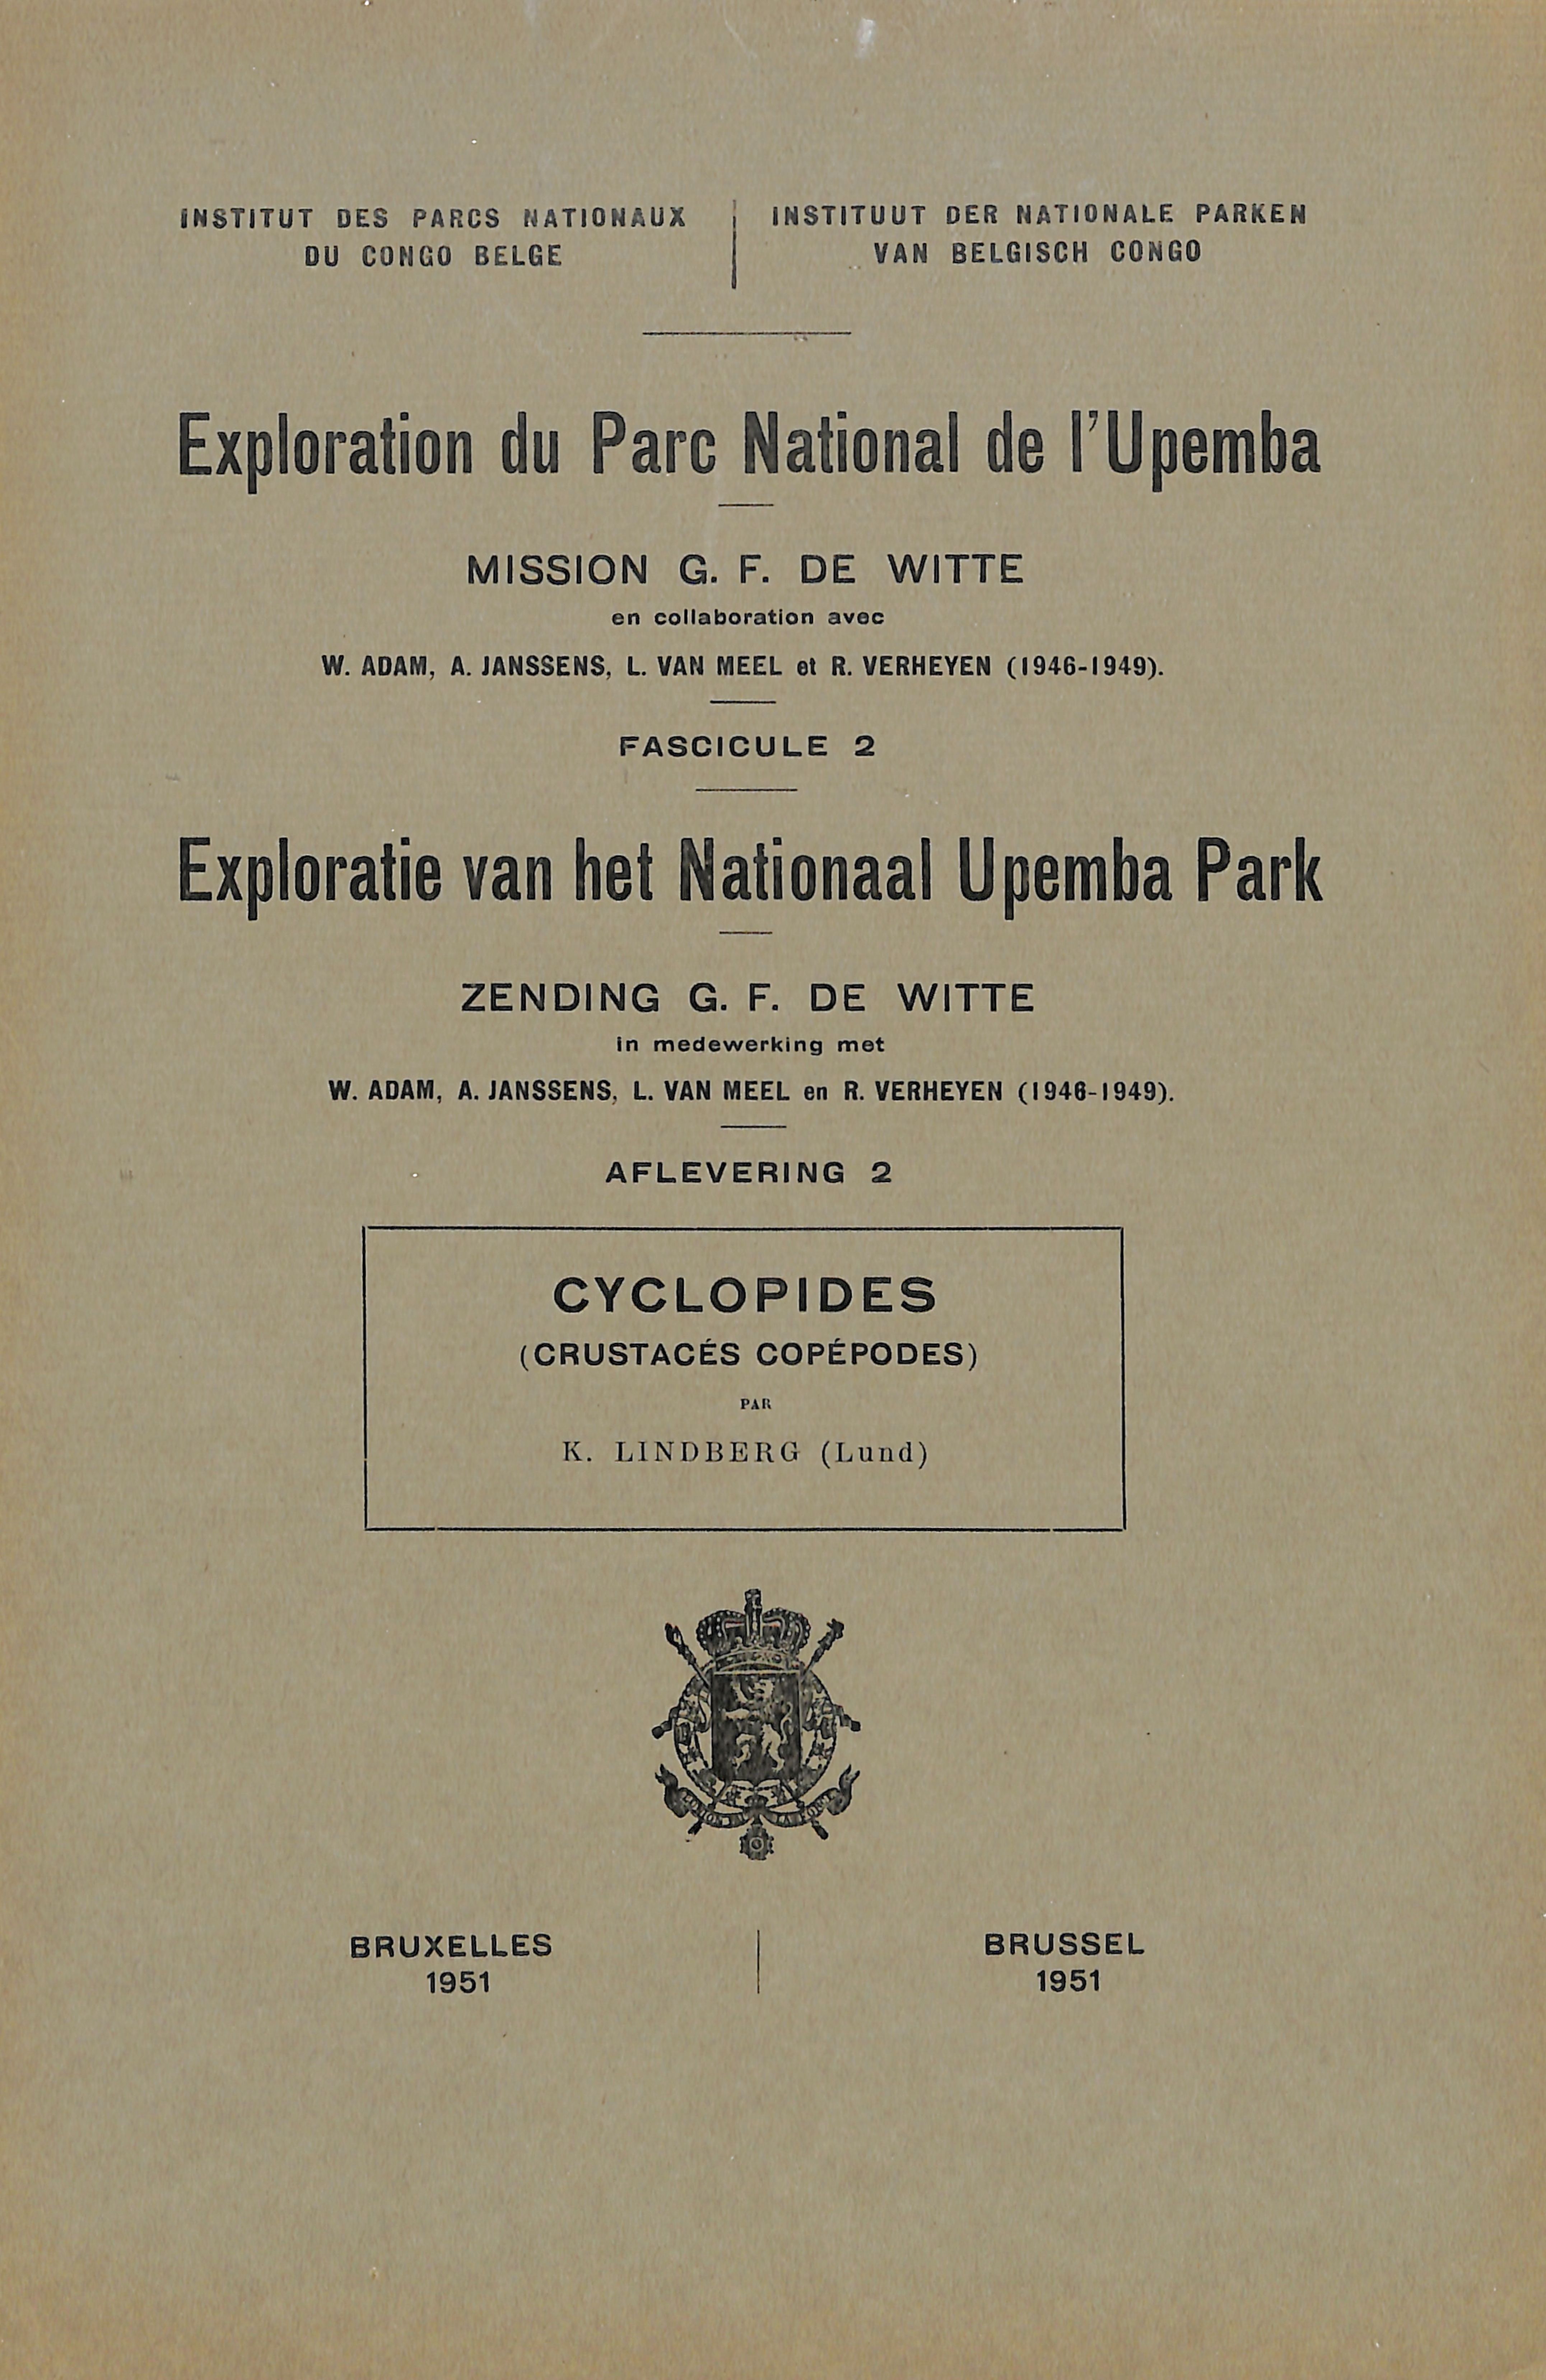 INSTITUT DES PARCS NATIONAUX
DU CONGO BELGE
INSTITUUT DER NATIONALE PARKEN
VAN BELGISCH CONGO
Exploration du Parc National de l'Upemba
MISSION G. F. DE WITTE
en collaboration avec
W. ADAM, A. JANSSENS, L. VAN MEEL et R. VERHEYEN (1946-1949).
FASCICULE 2
Exploratie van het Nationaal Upemba Park
ZENDING G. F. DE WITTE
in medewerking met
W. ADAM, A. JANSSENS, L. VAN MEEL en R. VERHEYEN (1946-1949).
AFLEVERING 2
CYCLOPIDES
(CRUSTACÉS COPÉPODES)
PAR
K. LINDBERG (Lund)
BRUXELLES
1951
BRUSSEL
1951